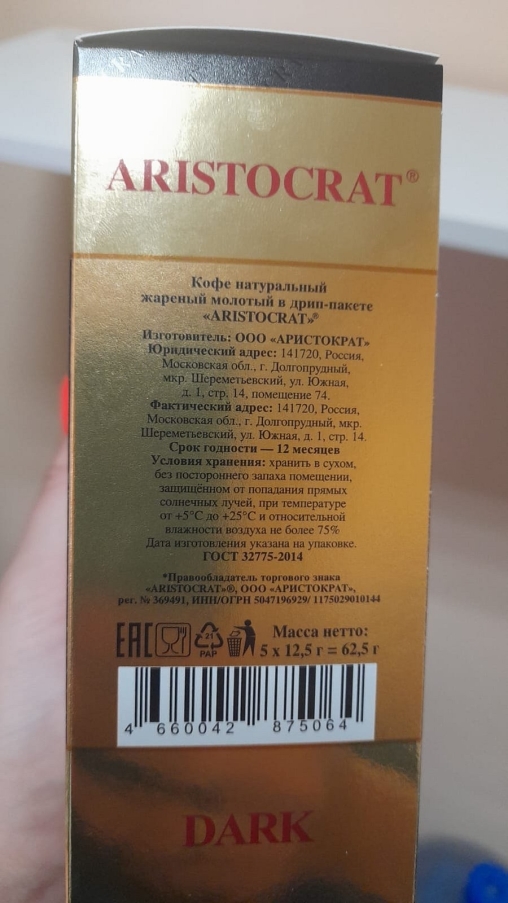 ARISTOCRAT®
Кофе натуральный
жареный молотый в дрип-пакете
«ARISTOCRAT»®
Изготовитель: ООО «АРИСТОКРАТ»
Юридический адрес: 141720, Россия,
Московская обл., г. Долгопрудный,
мкр. Шереметьевский, ул. Южная,
д. 1, стр. 14, помещение 74.
Фактический адрес: 141720, Россия,
Московская обл., г. Долгопрудный, мкр.
Шереметьевский, ул. Южная, д. 1, стр. 14.
Срок годности — 12 месяцев
Условия хранения: хранить в сухом,
без постороннего запаха помещении,
защищённом от попадания прямых
солнечных лучей, при температуре
от +5°С до +25°С и относительной
влажности воздуха не более 75%
Дата изготовления указана на упаковке.
ГОСТ 32775-2014
*Правообладатель торгового знака
«ARISTOCRAT»®, ООО «АРИСТОКРАТ»,
рег. № 369491, ИНН/ОГРН 5047196929/ 1175029010144
EAC
21
PAP
Масса нетто:
5 х 12,5 г = 62,5 г
4 660042 875064
DARK